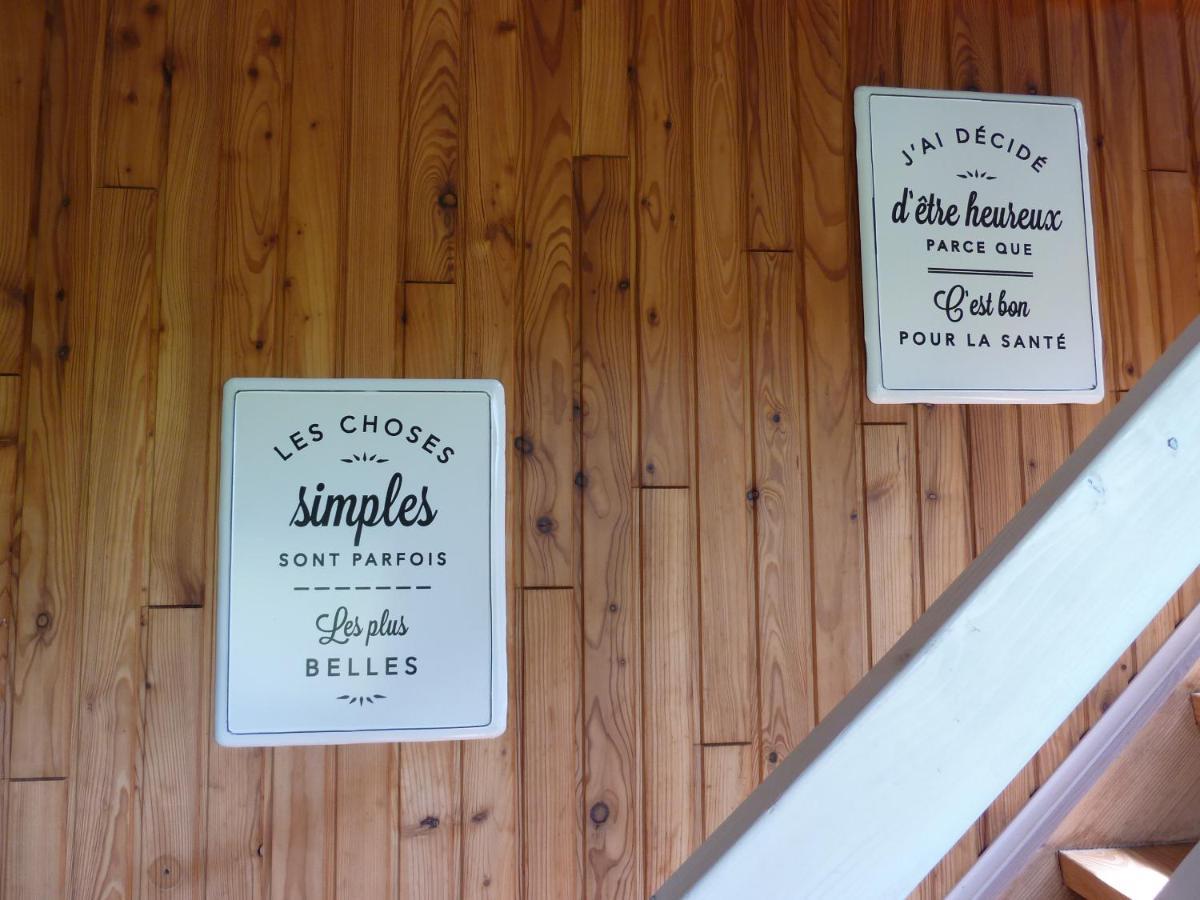 LES CHOSES
simples
SONT PARFOIS
Les plus
BELLES
J'AI DÉCIDÉ
d'être heureux
PARCE QUE
C'est bon
POUR LA SANTÉ